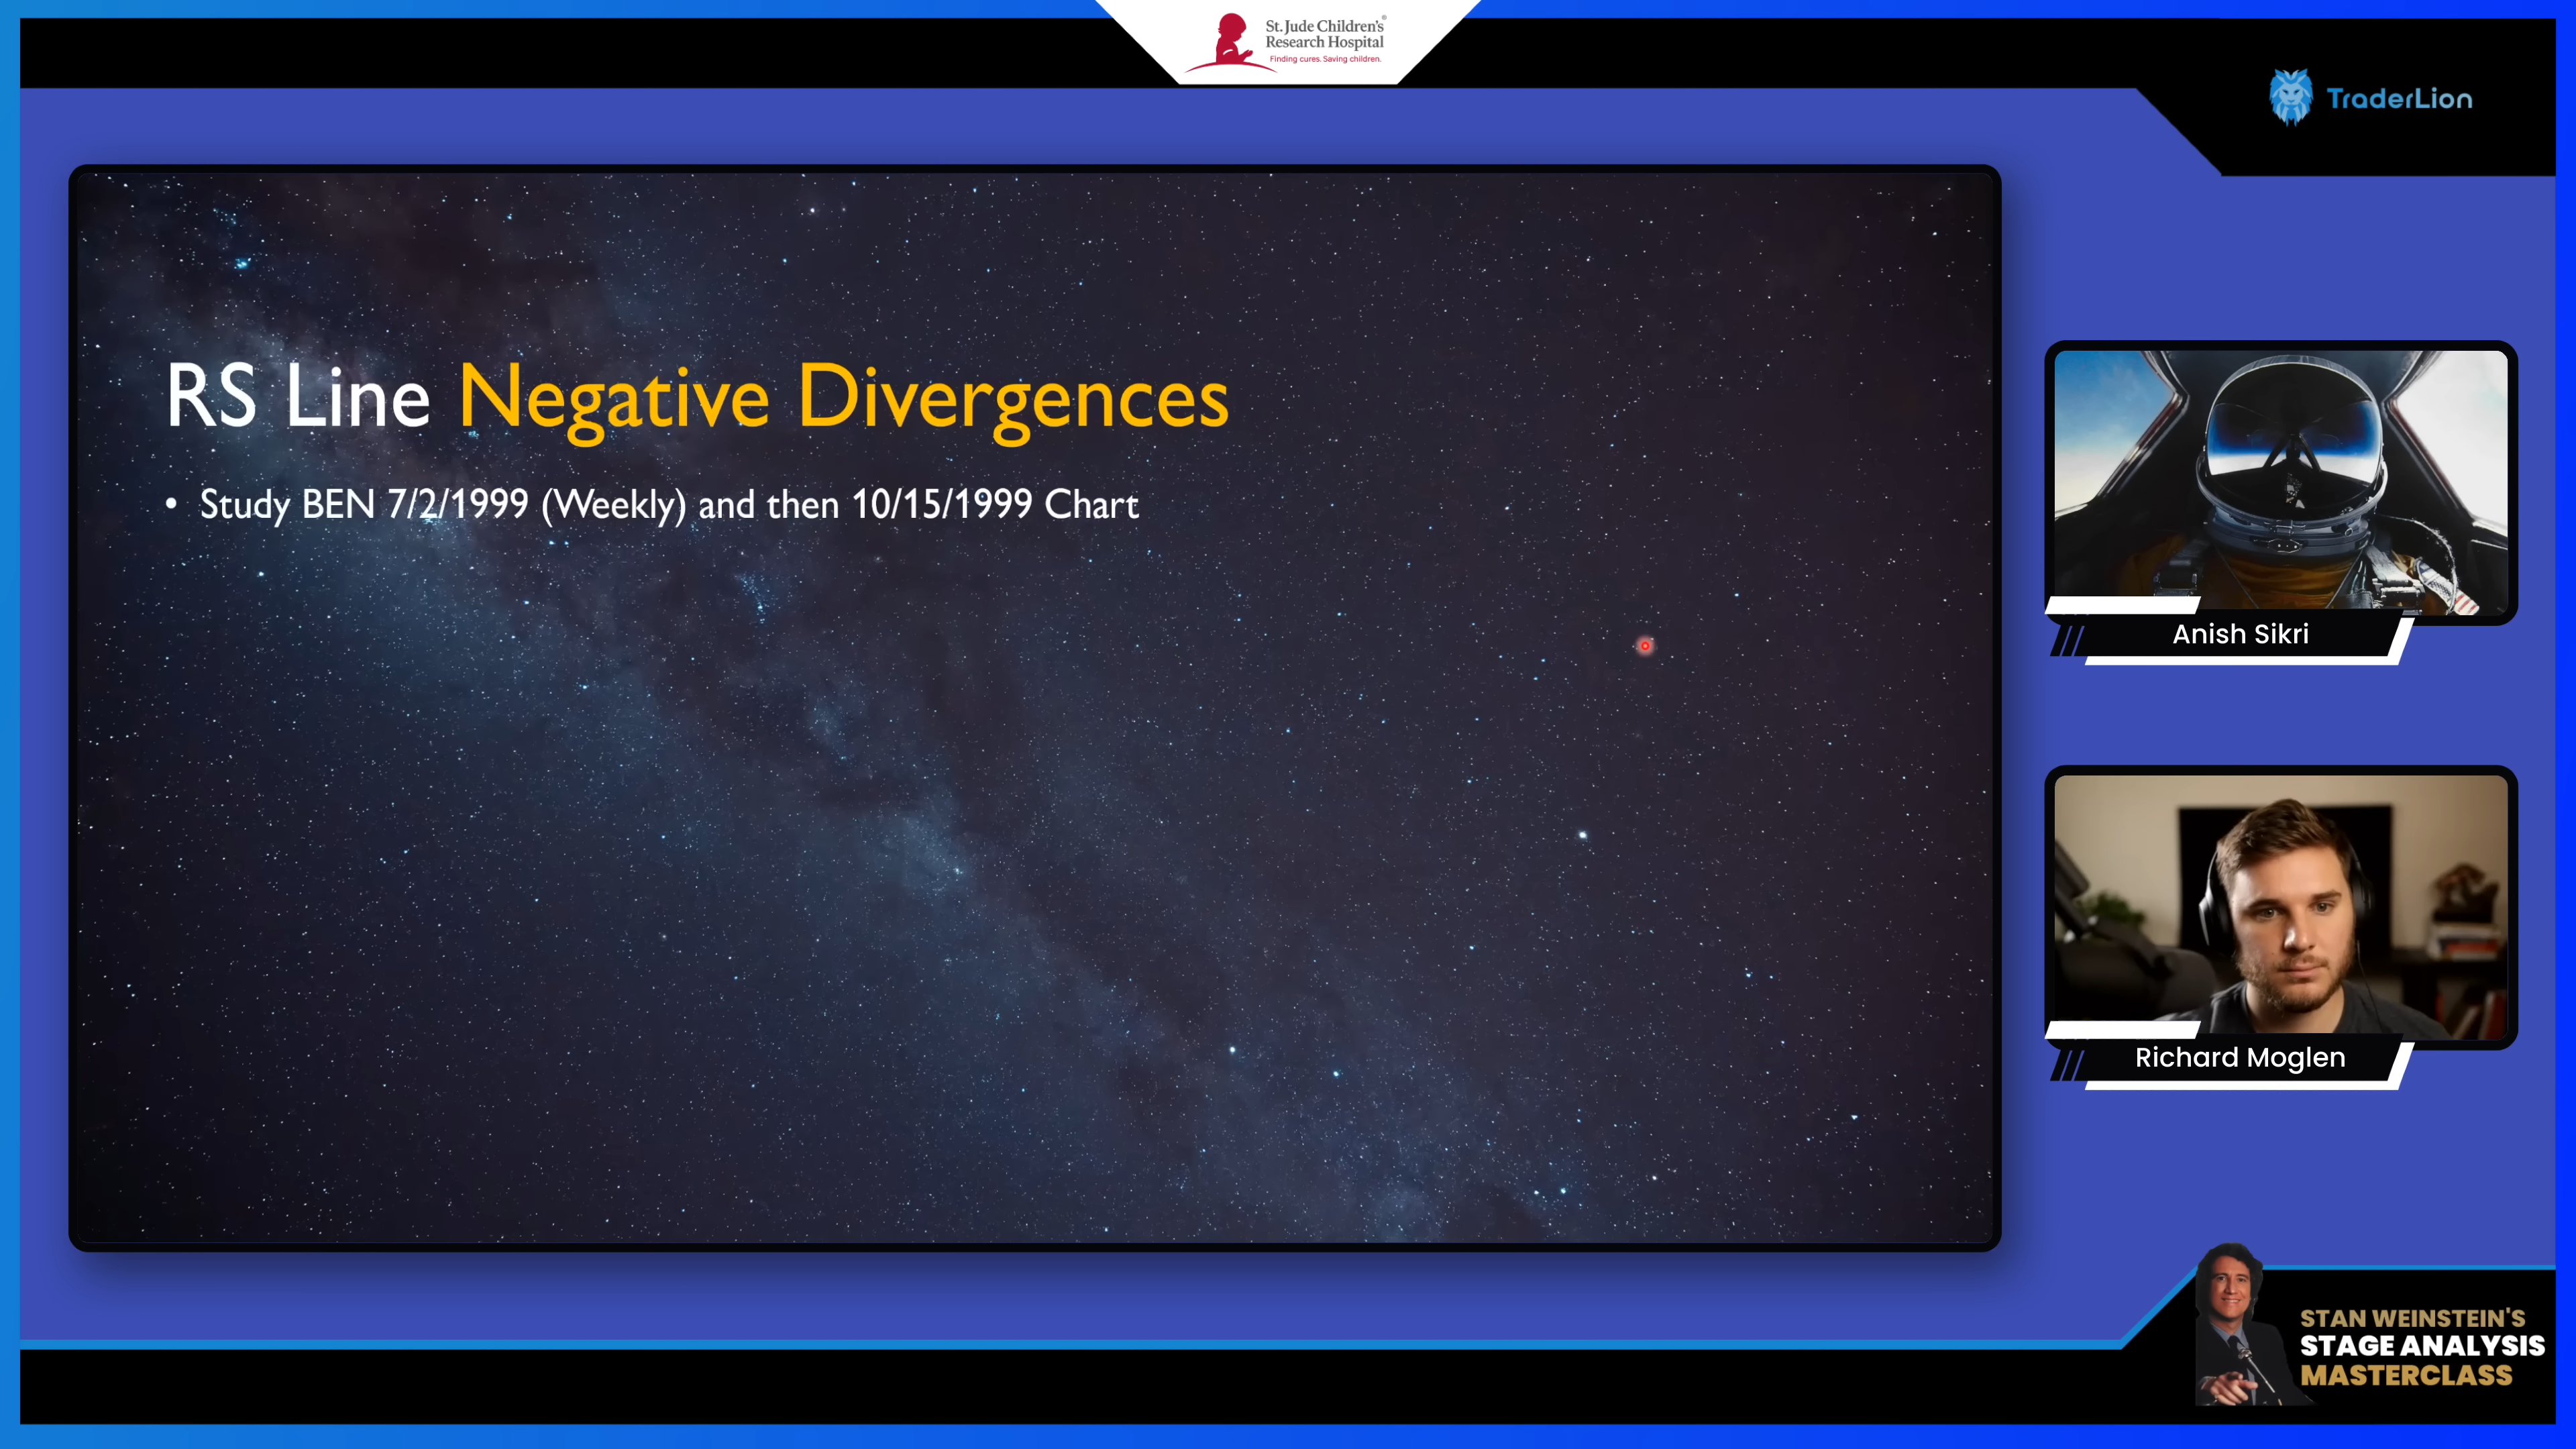 St. Jude Children's®
Research Hospital
Finding cures. Saving children.
TraderLion
RS Line Negative Divergences
• Study BEN 7/2/1999 (Weekly) and then 10/15/1999 Chart
Anish Sikri
Richard Moglen
STAN WEINSTEIN'S
STAGE ANALYSIS
MASTERCLASS